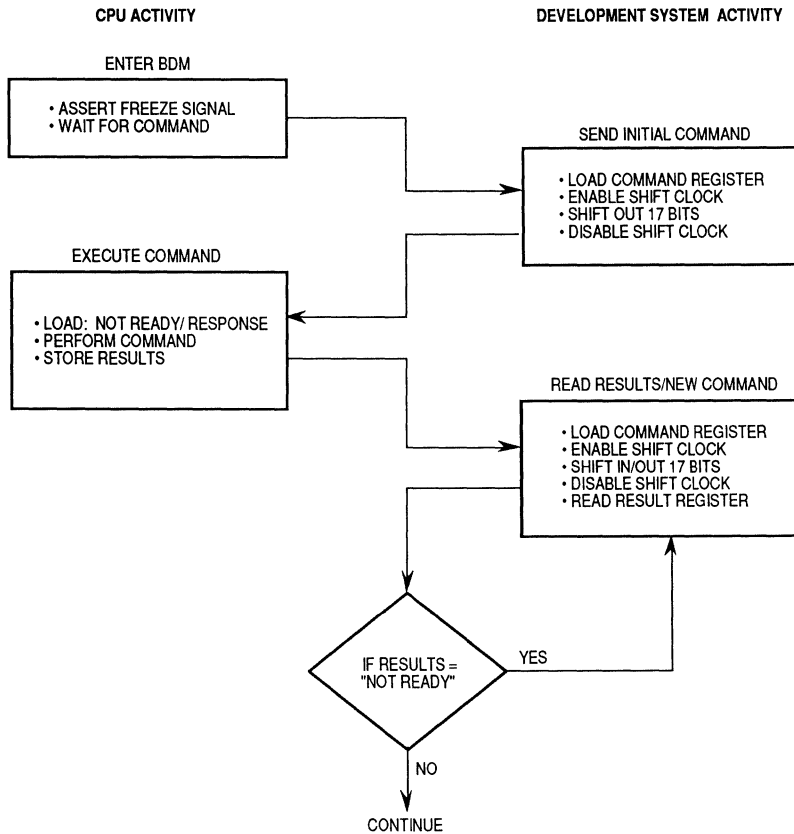 CPU ACTIVITY
DEVELOPMENT SYSTEM ACTIVITY
ENTER BDM
• ASSERT FREEZE SIGNAL
• WAIT FOR COMMAND
SEND INITIAL COMMAND
• LOAD COMMAND REGISTER
• ENABLE SHIFT CLOCK
• SHIFT OUT 17 BITS
• DISABLE SHIFT CLOCK
EXECUTE COMMAND
• LOAD: NOT READY/ RESPONSE
• PERFORM COMMAND
• STORE RESULTS
READ RESULTS/NEW COMMAND
• LOAD COMMAND REGISTER
• ENABLE SHIFT CLOCK
• SHIFT IN/OUT 17 BITS
• DISABLE SHIFT CLOCK
• READ RESULT REGISTER
IF RESULTS =
"NOT READY"
YES
NO
CONTINUE